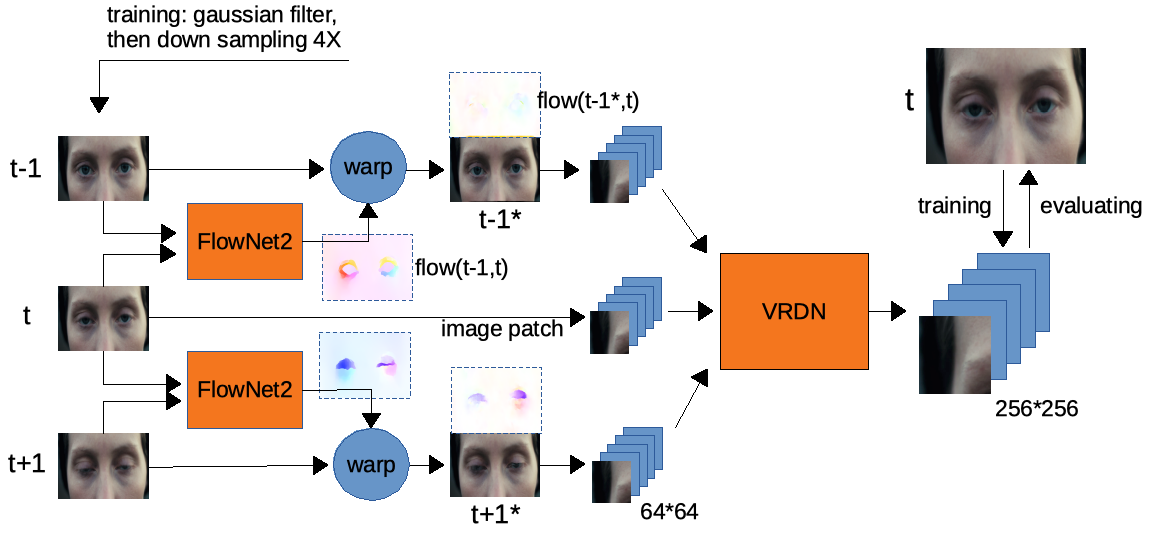 training: gaussian filter,
then down sampling 4X
t-1
warp
flow(t-1*,t)
t-1*
FlowNet2
flow(t-1,t)
t
image patch
FlowNet2
t+1
warp
t+1*
64*64
VRDN
t
training
evaluating
256*256